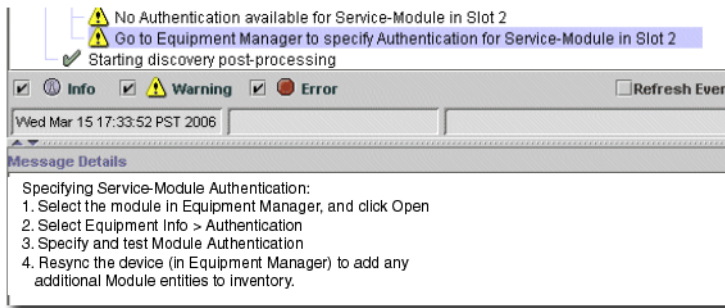 No Authentication available for Service-Module in Slot 2
Go to Equipment Manager to specify Authentication for Service-Module in Slot 2
Starting discovery post-processing
Info Warning Error Refresh Ever
Wed Mar 15 17:33:52 PST 2006
Message Details
Specifying Service-Module Authentication:
1. Select the module in Equipment Manager, and click Open
2. Select Equipment Info > Authentication
3. Specify and test Module Authentication
4. Resync the device (in Equipment Manager) to add any
additional Module entities to inventory.